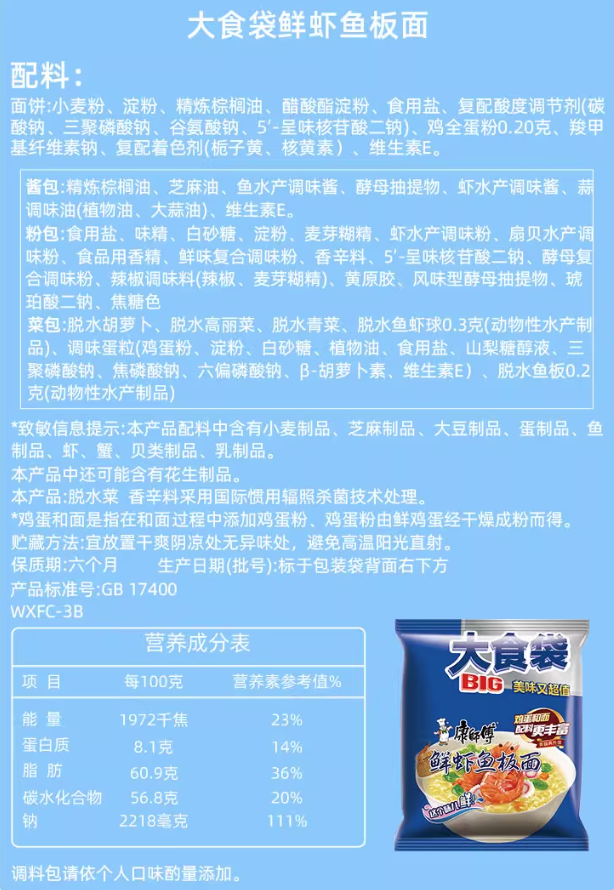 大食袋鲜虾鱼板面
配料：
面饼:小麦粉、淀粉、精炼棕榈油、醋酸酯淀粉、食用盐、复配酸度调节剂(碳
酸钠、三聚磷酸钠、谷氨酸钠、5′-呈味核苷酸二钠)、鸡全蛋粉0.20克、羧甲
基纤维素钠、复配着色剂(栀子黄、核黄素）、维生素E。
酱包:精炼棕榈油、芝麻油、鱼水产调味酱、酵母抽提物、虾水产调味酱、蒜
调味油(植物油、大蒜油)、维生素E。
粉包:食用盐、味精、白砂糖、淀粉、麦芽糊精、虾水产调味粉、扇贝水产调
味粉、食品用香精、鲜味复合调味粉、香辛料、5′-呈味核苷酸二钠、酵母复
合调味粉、辣椒调味料(辣椒、麦芽糊精)、黄原胶、风味型酵母抽提物、琥
珀酸二钠、焦糖色
菜包:脱水胡萝卜、脱水高丽菜、脱水青菜、脱水鱼虾球0.3克(动物性水产制
品)、调味蛋粒(鸡蛋粉、淀粉、白砂糖、植物油、食用盐、山梨糖醇液、三
聚磷酸钠、焦磷酸钠、六偏磷酸钠、β-胡萝卜素、维生素E）、脱水鱼板0.2
克(动物性水产制品)
*致敏信息提示:本产品配料中含有小麦制品、芝麻制品、大豆制品、蛋制品、鱼
制品、虾、蟹、贝类制品、乳制品。
本产品中还可能含有花生制品。
本产品:脱水菜 香辛料采用国际惯用辐照杀菌技术处理。
*鸡蛋和面是指在和面过程中添加鸡蛋粉、鸡蛋粉由鲜鸡蛋经干燥成粉而得。
贮藏方法:宜放置干爽阴凉处无异味处，避免高温阳光直射。
保质期:六个月 生产日期(批号):标于包装袋背面右下方
产品标准号:GB 17400
WXFC-3B
营养成分表
项 目 每100克 营养素参考值%
能 量 1972千焦 23%
蛋白质 8.1克 14%
脂 肪 60.9克 36%
碳水化合物 56.8克 20%
钠 2218毫克 111%
调料包请依个人口味酌量添加。
大食袋
BIG 美味又超值
鸡蛋和面
配料更丰富
康师傅
鲜虾鱼板面